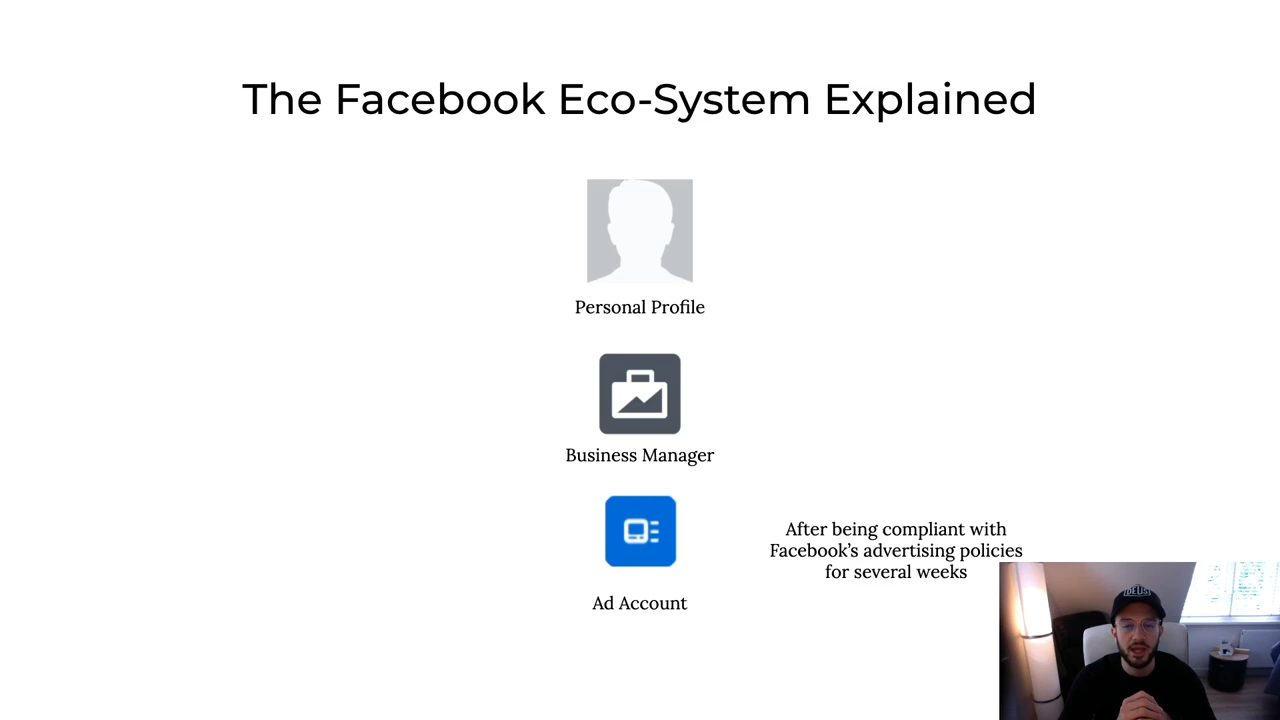 The Facebook Eco-System Explained
Personal Profile
Business Manager
After being compliant with
Facebook’s advertising policies
for several weeks
Ad Account